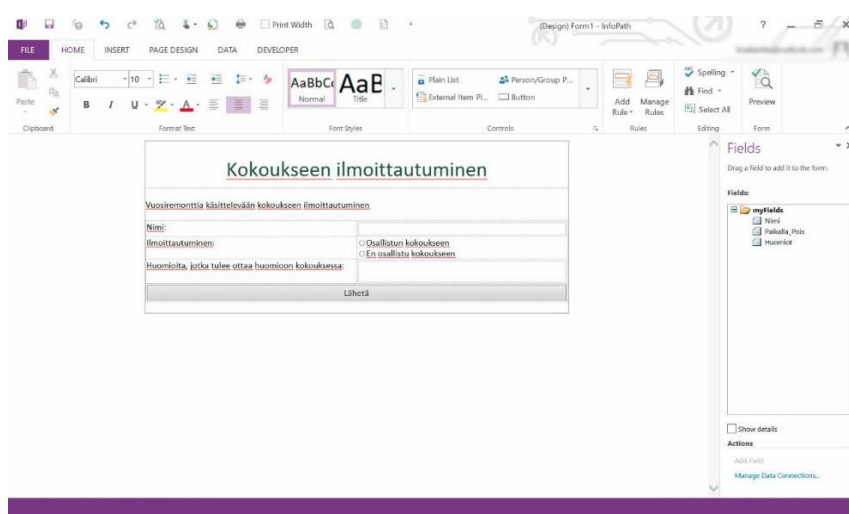 Print Width
(Design) Form1 - InfoPath
?
FILE HOME INSERT PAGE DESIGN DATA DEVELOPER
Paste
Clipboard
Calibri 10
B I U A
Format Text
AaBbCc AaB
Normal Title
Font Styles
Plain List Person/Group P...
External Item Pi... Button
Controls
Add Rule Manage Rules
Rules
Spelling
Find
Select All
Editing
Preview
Form
Kokoukseen ilmoittautuminen
Vuosiremonttia käsittelevään kokoukseen ilmoittautuminen
Nimi:
Ilmoittautuminen: Osallistun kokoukseen
En osallistu kokoukseen
Huomioita, jotka tulee ottaa huomioon kokouksessa:
Lähetä
Fields
Drag a field to add it to the form.
Fields:
myFields
Nimi
Paikalla_Pois
Huomiot
Show details
Actions
Add Field
Manage Data Connections...